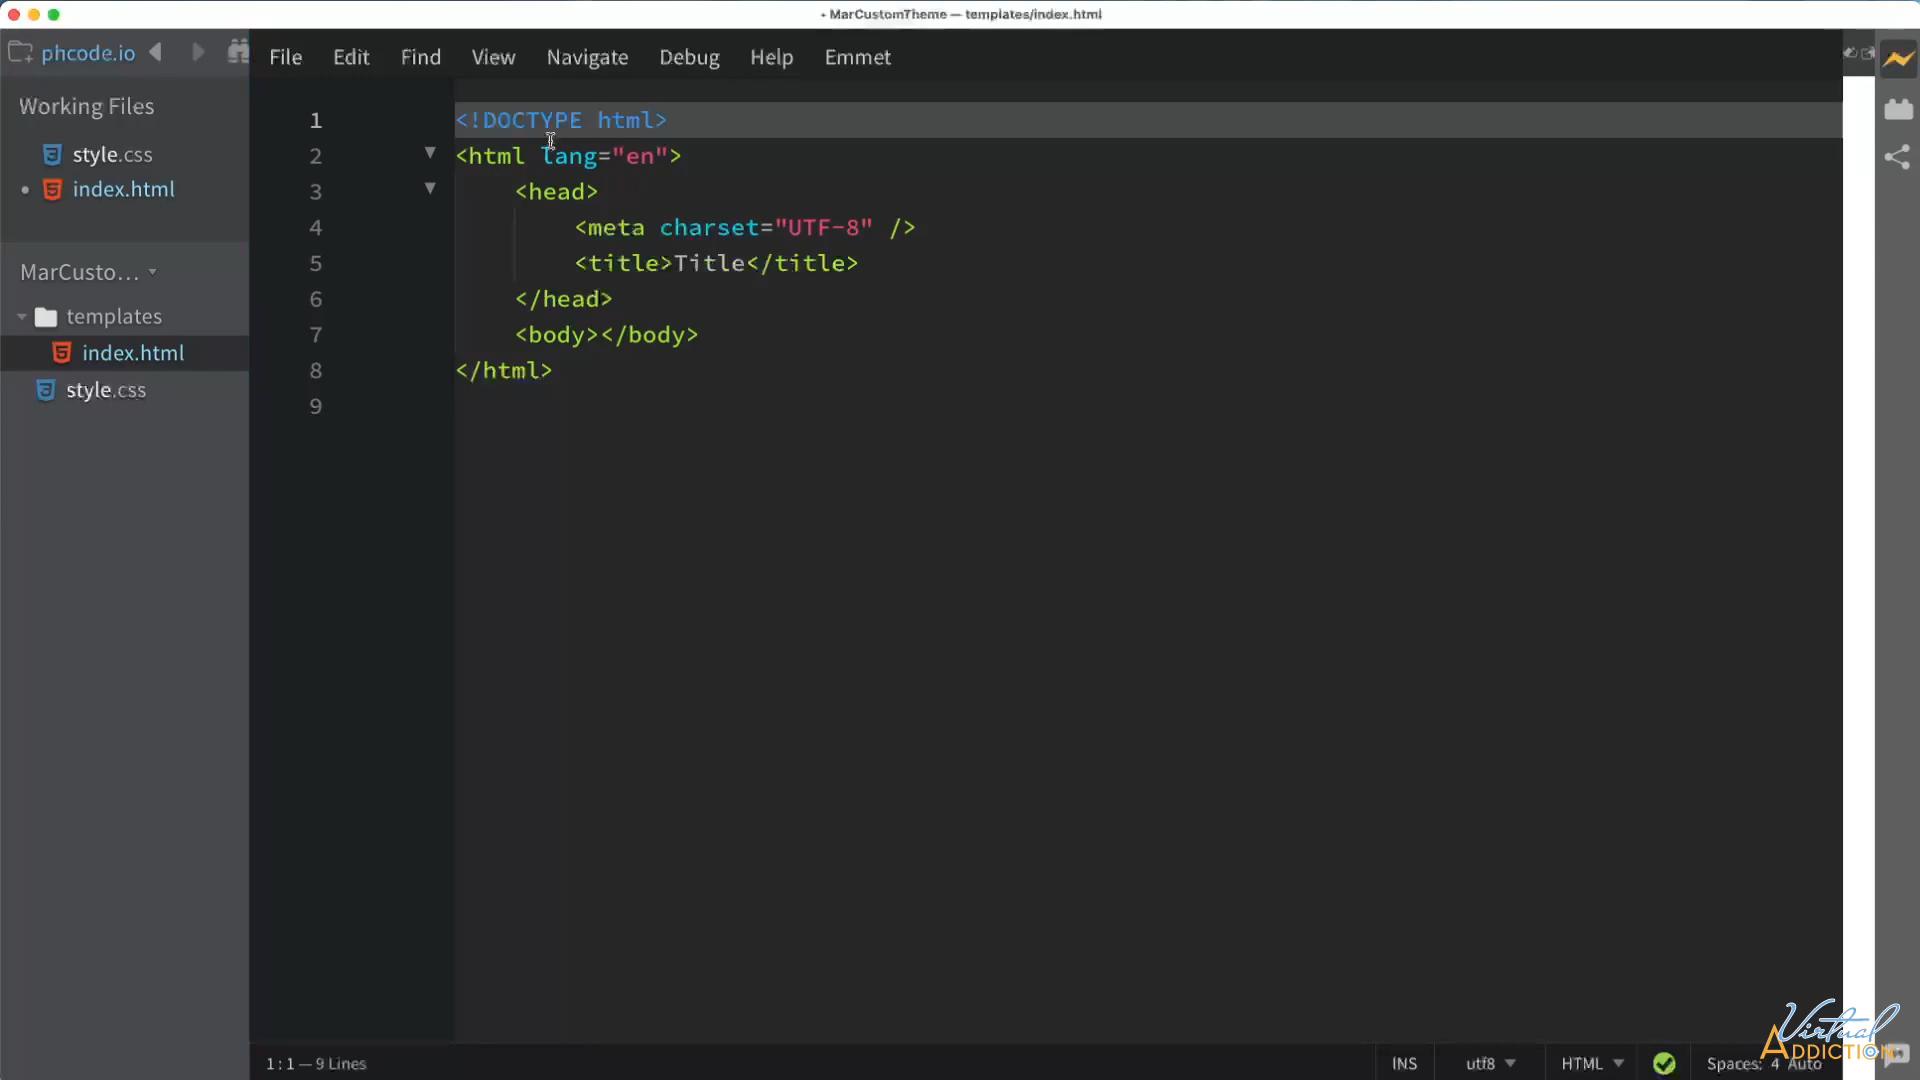 • MarCustomTheme — templates/index.html
phcode.io
File Edit Find View Navigate Debug Help Emmet
Working Files
style.css
• index.html
MarCusto...
templates
index.html
style.css
1 <!DOCTYPE html>
2 <html lang="en">
3 <head>
4 <meta charset="UTF-8" />
5 <title>Title</title>
6 </head>
7 <body></body>
8 </html>
9
1 : 1 — 9 Lines
INS utf8 HTML Spaces: 4 Auto
Virtual
ADDICTION